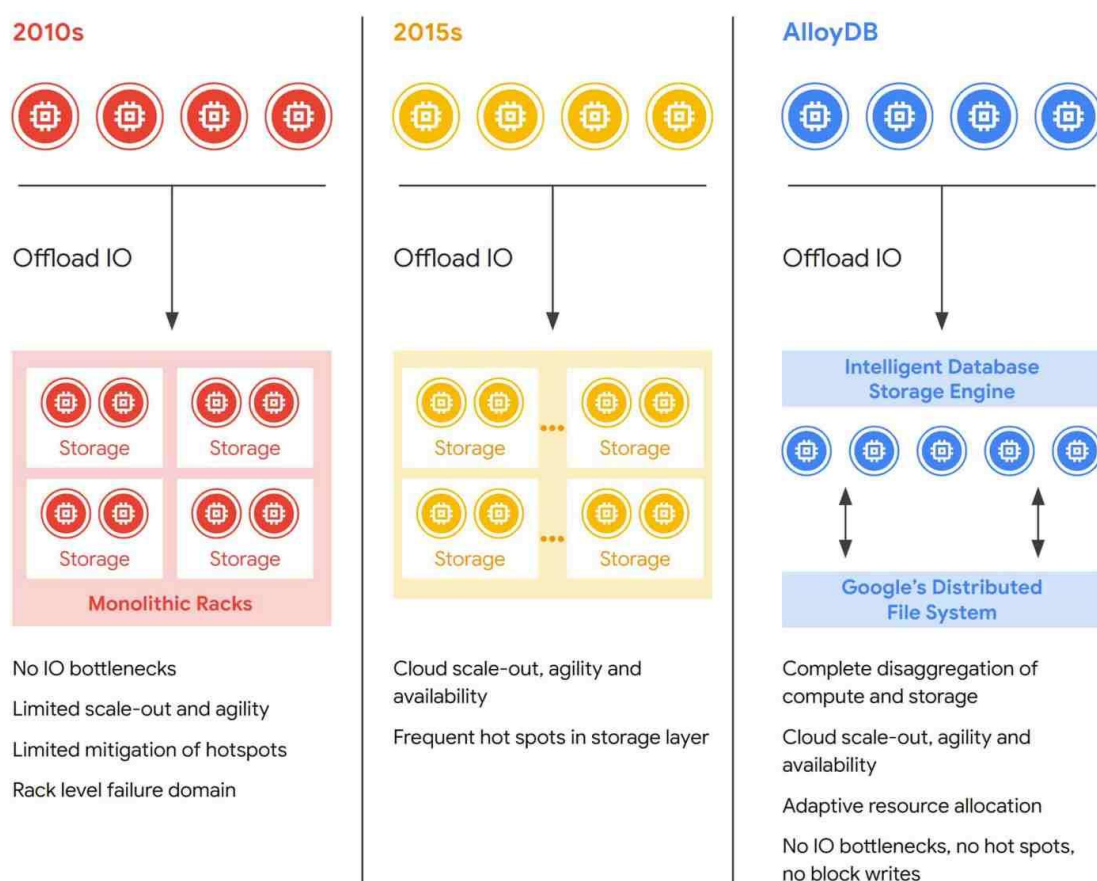 2010s
Offload IO
Storage
Storage
Storage
Storage
Monolithic Racks
No IO bottlenecks
Limited scale-out and agility
Limited mitigation of hotspots
Rack level failure domain
2015s
Offload IO
Storage
Storage
Storage
Storage
Cloud scale-out, agility and
availability
Frequent hot spots in storage layer
AlloyDB
Offload IO
Intelligent Database
Storage Engine
Google's Distributed
File System
Complete disaggregation of
compute and storage
Cloud scale-out, agility and
availability
Adaptive resource allocation
No IO bottlenecks, no hot spots,
no block writes